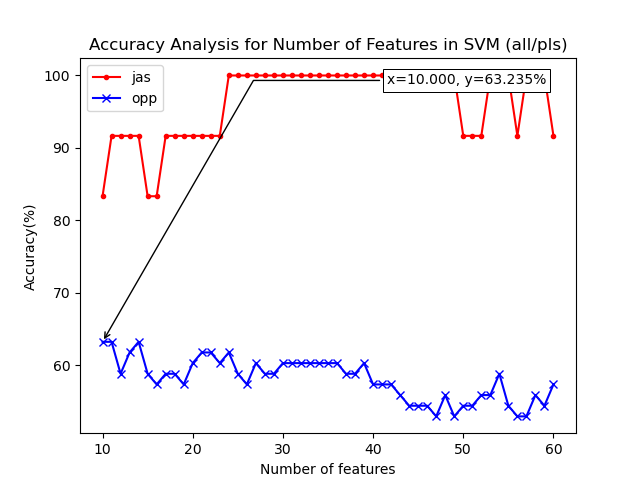 Accuracy Analysis for Number of Features in SVM (all/pls)
jas
opp
x=10.000, y=63.235%
100
90
80
70
60
Accuracy(%)
10 20 30 40 50 60
Number of features